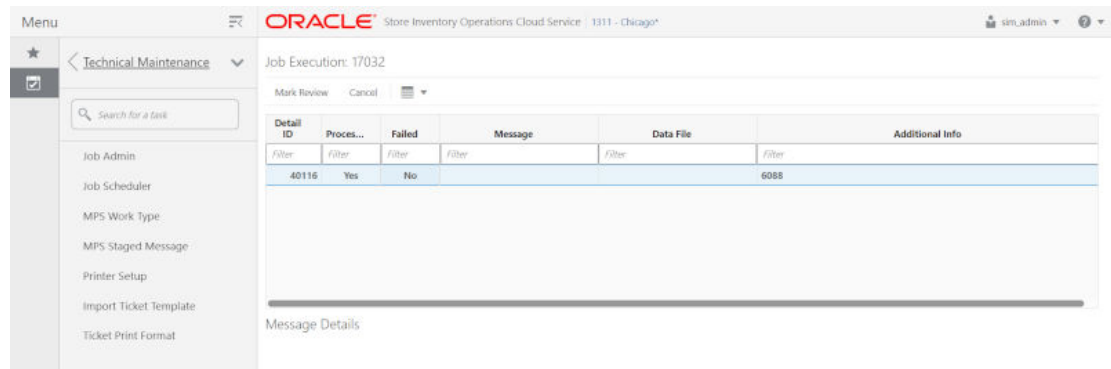 Menu
ORACLE® Store Inventory Operations Cloud Service 1311 - Chicago*
sim_admin
Technical Maintenance
Search for a task
Job Admin
Job Scheduler
MPS Work Type
MPS Staged Message
Printer Setup
Import Ticket Template
Ticket Print Format
Job Execution: 17032
Mark Review Cancel
Detail ID Proces... Failed Message Data File Additional Info
Filter Filter Filter Filter Filter Filter
40116 Yes No 6088
Message Details